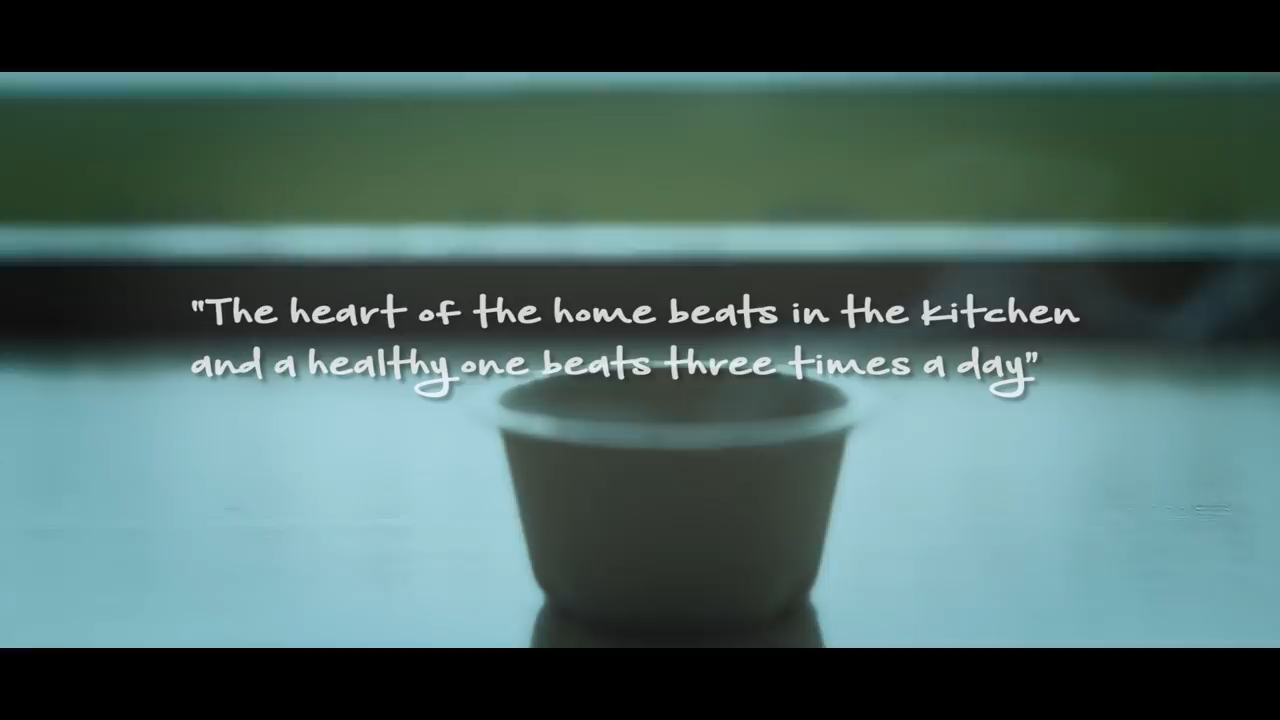 "The heart of the home beats in the kitchen
and a healthy one beats three times a day"